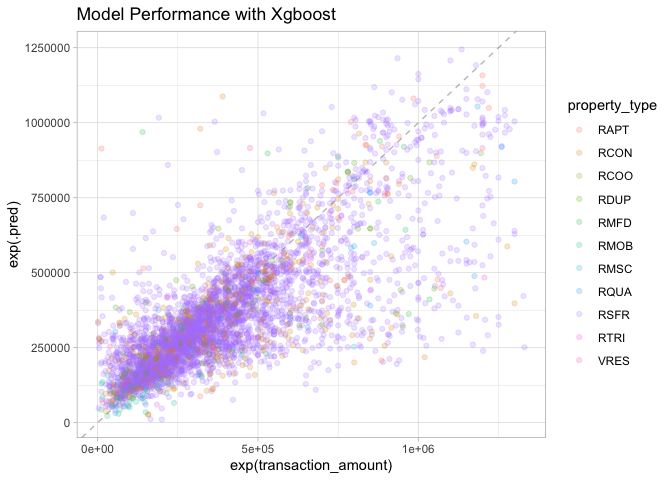 Model Performance with Xgboost
1250000
1000000
750000
500000
250000
0
exp(.pred)
0e+00
5e+05
1e+06
exp(transaction_amount)
property_type
RAPT
RCON
RCOO
RDUP
RMFD
RMOB
RMSC
RQUA
RSFR
RTRI
VRES